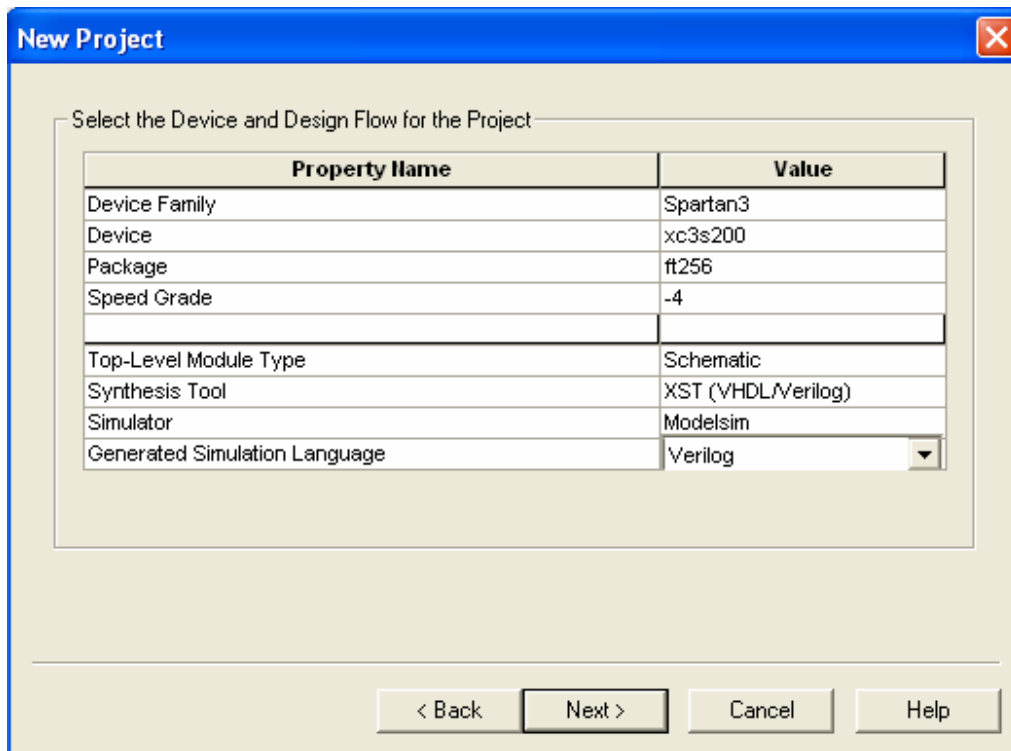 New Project
Select the Device and Design Flow for the Project
Property Name Value
Device Family Spartan3
Device xc3s200
Package ft256
Speed Grade -4
Top-Level Module Type Schematic
Synthesis Tool XST (VHDL/Verilog)
Simulator Modelsim
Generated Simulation Language Verilog
< Back Next > Cancel Help